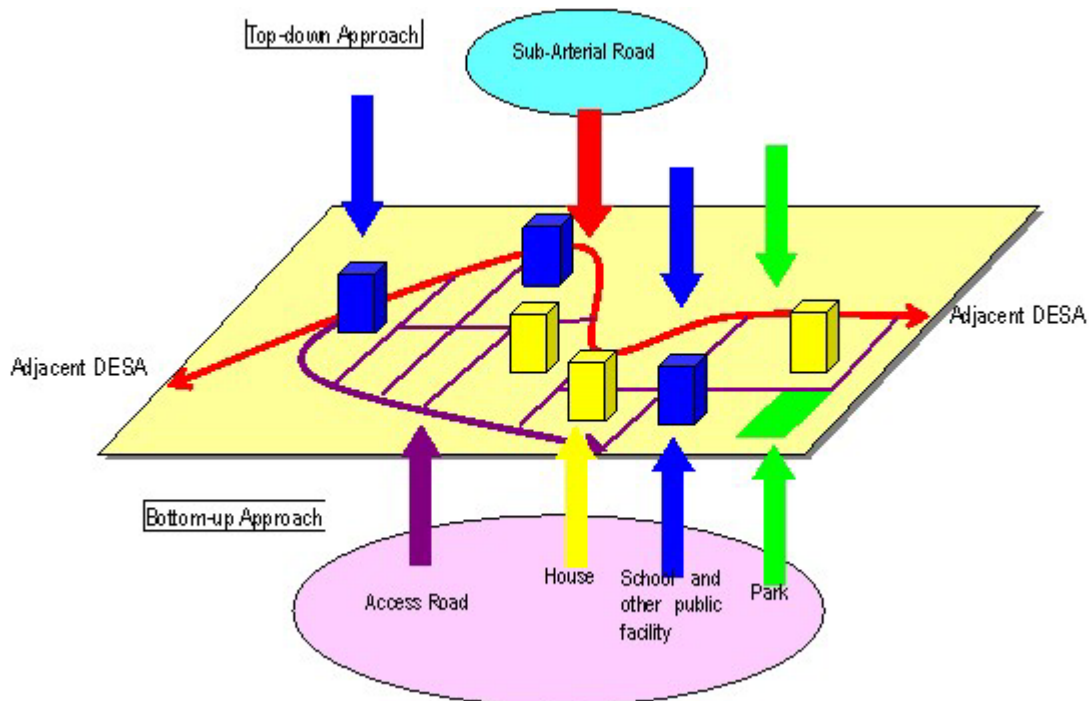 Top-down Approach
Sub-Arterial Road
Adjacent DESA
Adjacent DESA
Bottom-up Approach
Access Road
House
School and
other public
facility
Park